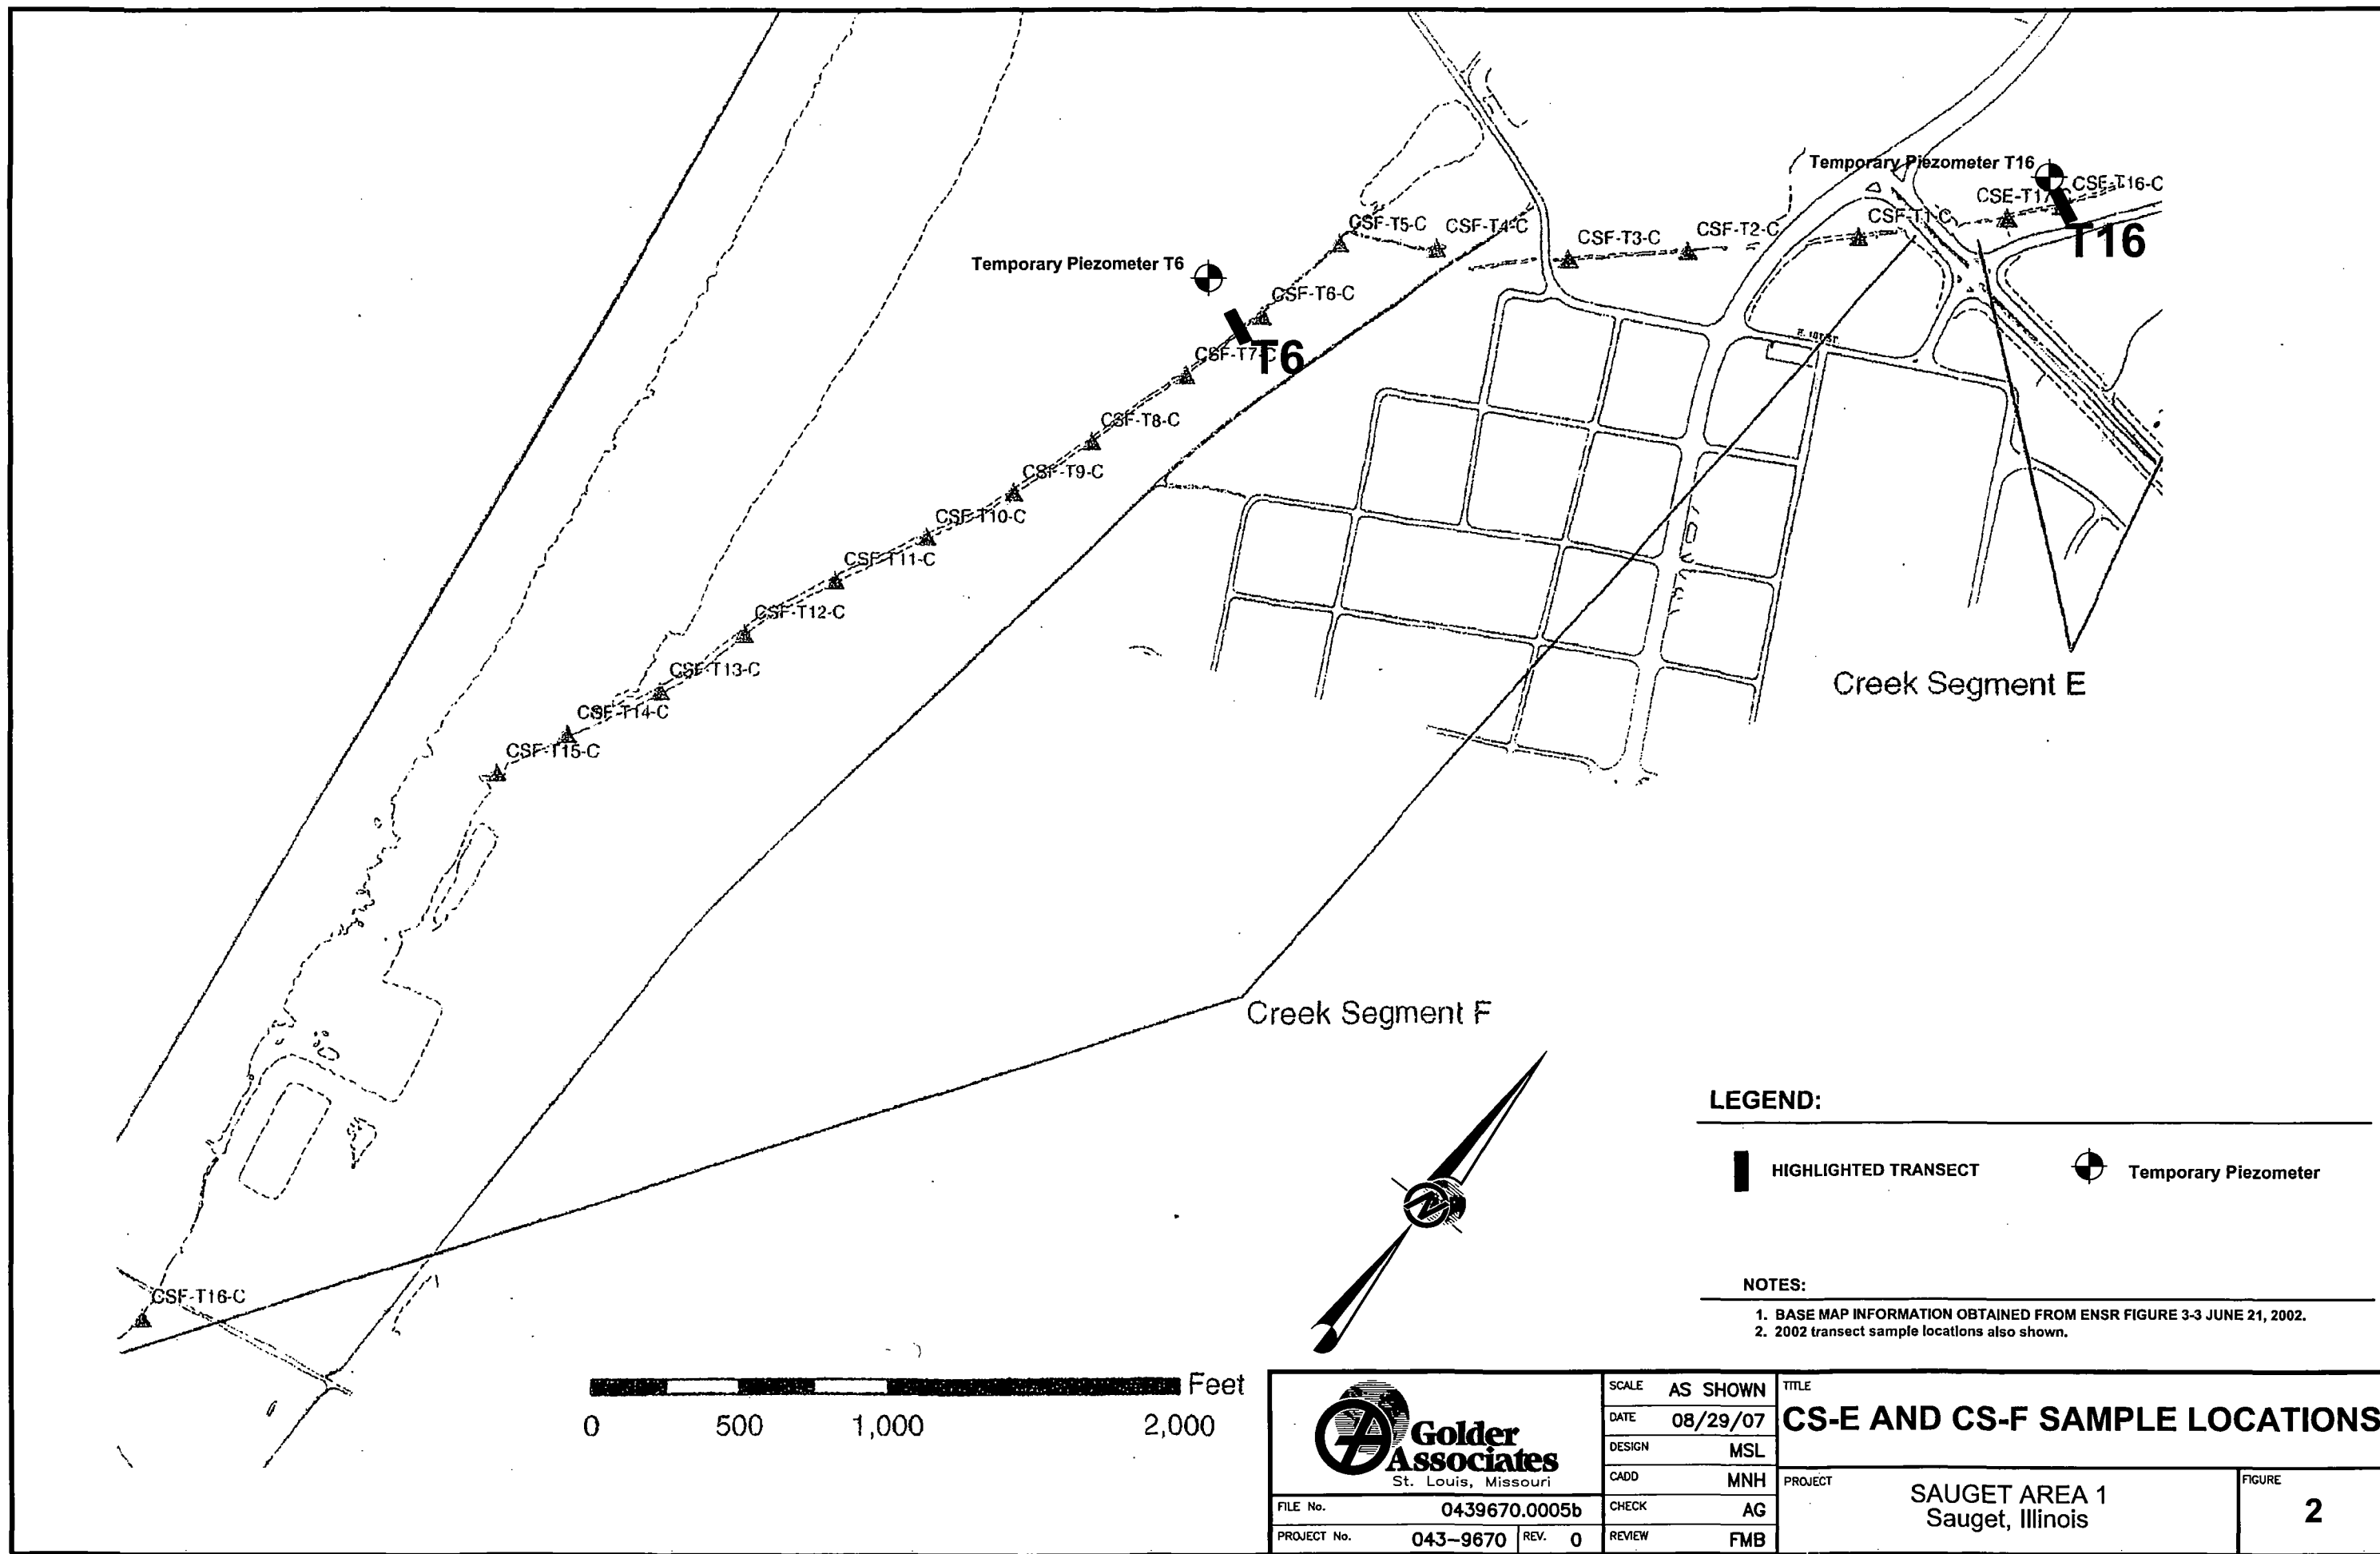 Temporary Piezometer T16
CSE-T16-C
CSE-T17
CSF-T1-C
T16
CSF-T5-C
CSF-T4-C
CSF-T3-C
CSF-T2-C
Temporary Piezometer T6
CSF-T6-C
CSF-T7-C
T6
CSF-T8-C
CSF-T9-C
CSF-T10-C
CSF-T11-C
CSF-T12-C
CSF-T13-C
CSF-T14-C
CSF-T15-C
Creek Segment E
Creek Segment F
CSF-T16-C
LEGEND:
HIGHLIGHTED TRANSECT
Temporary Piezometer
NOTES:
1. BASE MAP INFORMATION OBTAINED FROM ENSR FIGURE 3-3 JUNE 21, 2002.
2. 2002 transect sample locations also shown.
N
Feet
0 500 1,000 2,000
Golder
Associates
St. Louis, Missouri
FILE No. 0439670.0005b
PROJECT No. 043-9670 REV. 0
SCALE AS SHOWN
DATE 08/29/07
DESIGN MSL
CADD MNH
CHECK AG
REVIEW FMB
TITLE
CS-E AND CS-F SAMPLE LOCATIONS
PROJECT
SAUGET AREA 1
Sauget, Illinois
FIGURE
2